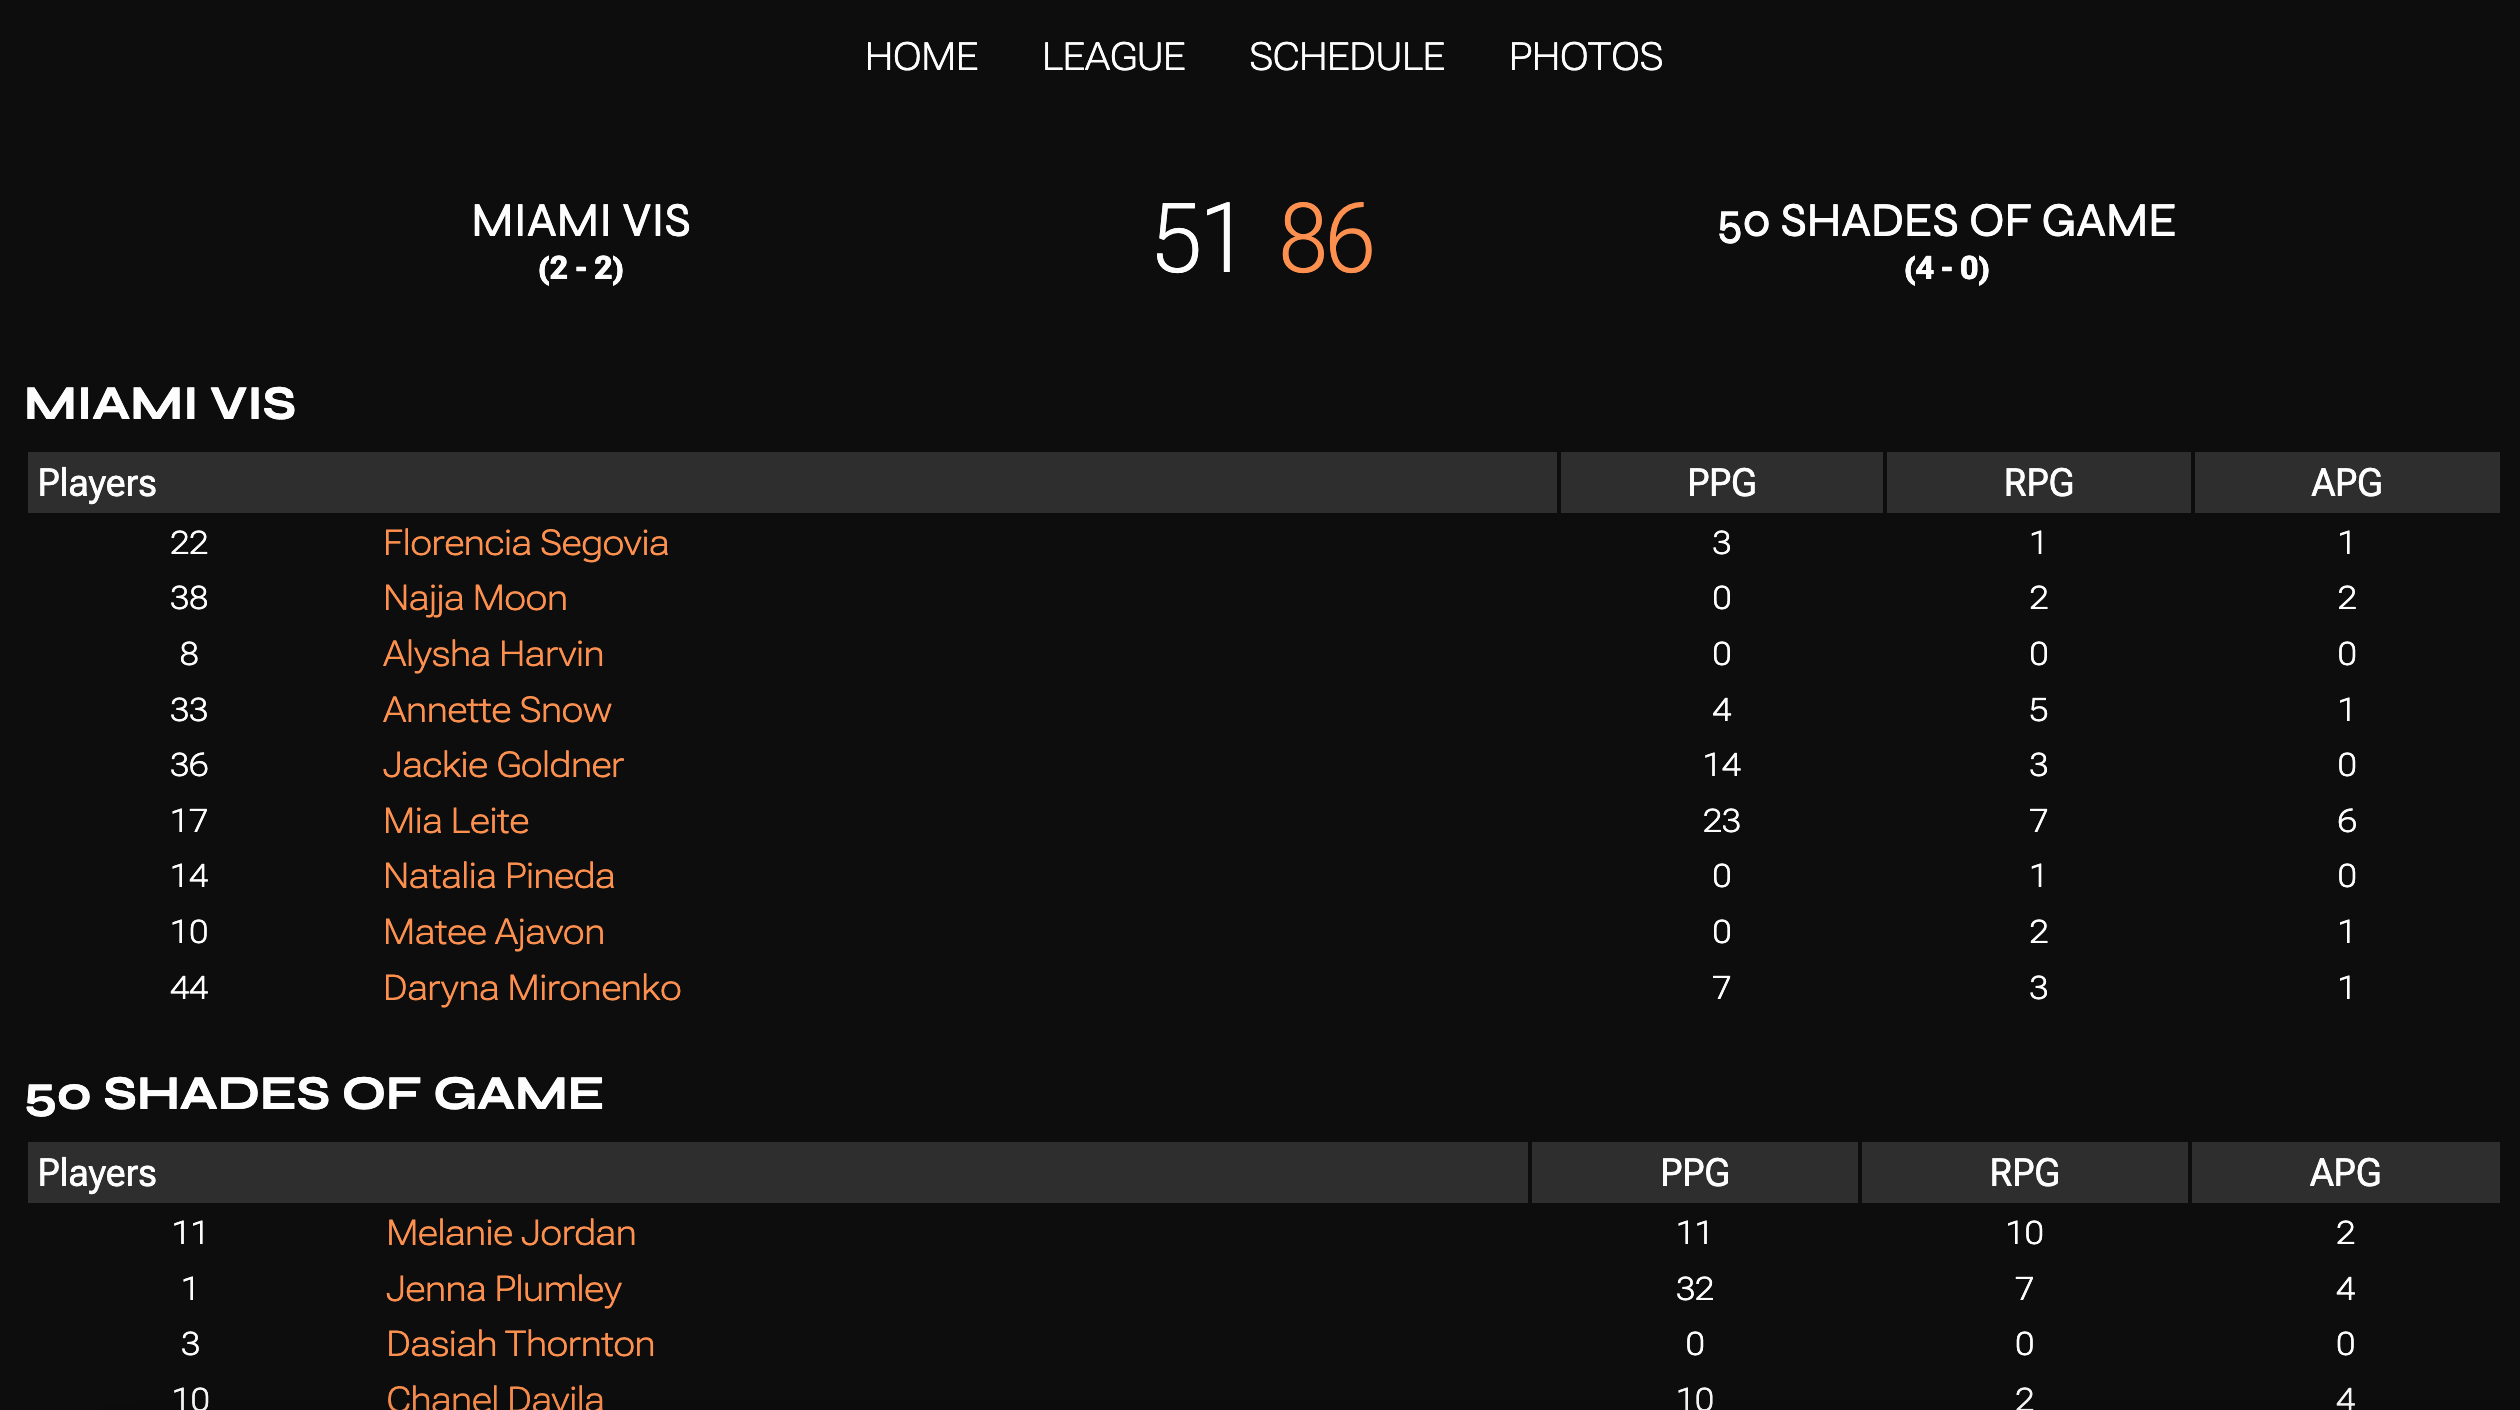 HOME LEAGUE SCHEDULE PHOTOS
MIAMI VIS 51 86 50 SHADES OF GAME
(2 - 2) (4 - 0)
MIAMI VIS
Players PPG RPG APG
22 Florencia Segovia 3 1 1
38 Najja Moon 0 2 2
8 Alysha Harvin 0 0 0
33 Annette Snow 4 5 1
36 Jackie Goldner 14 3 0
17 Mia Leite 23 7 6
14 Natalia Pineda 0 1 0
10 Matee Ajavon 0 2 1
44 Daryna Mironenko 7 3 1
50 SHADES OF GAME
Players PPG RPG APG
11 Melanie Jordan 11 10 2
1 Jenna Plumley 32 7 4
3 Dasiah Thornton 0 0 0
10 Chanel Davila 10 2 4